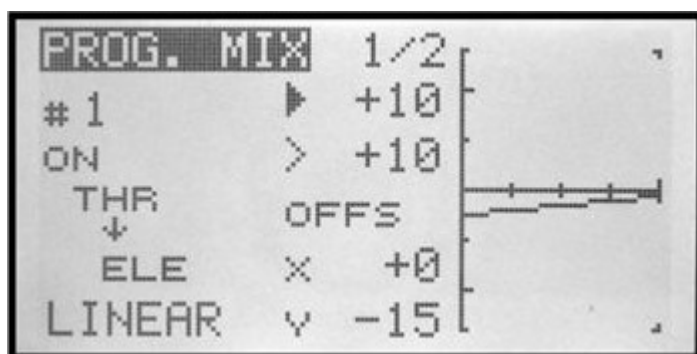 PROG. MIX 1/2
#1 +10
ON > +10
THR OFFS
↓
ELE X +0
LINEAR Y -15